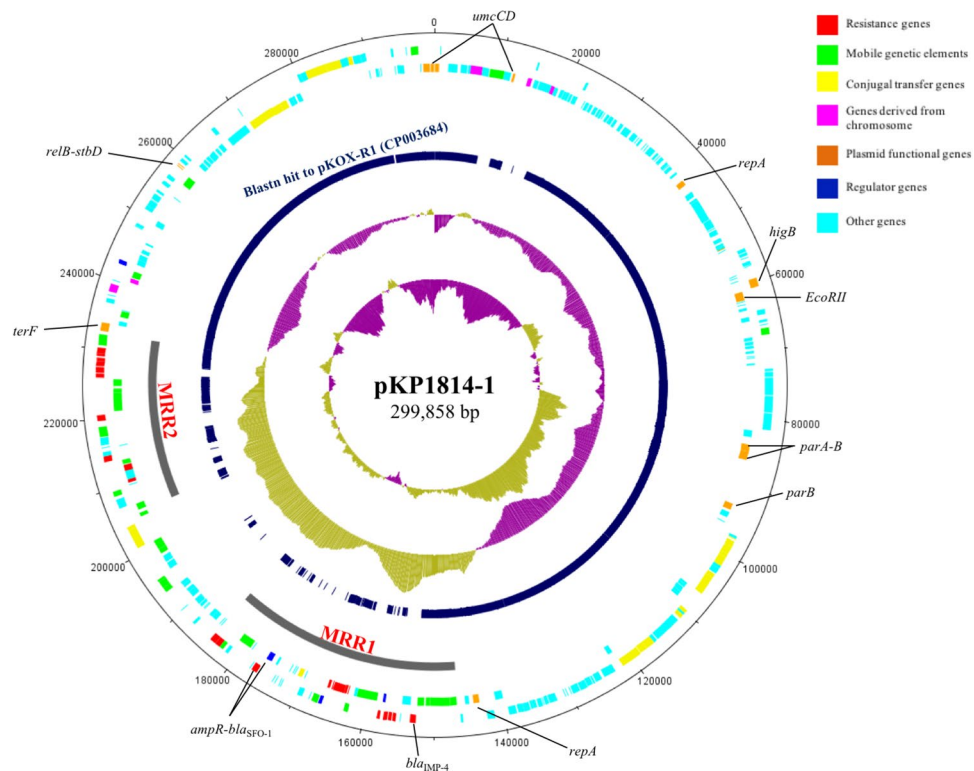 umcCD
0
20000
280000
40000
260000
relB-stbD
repA
higB
60000
EcoRII
240000
terF
220000
80000
parA-B
parB
100000
200000
120000
180000
ampR-blaSFO-1
160000
blaIMP-4
140000
repA
Blastn hit to pKOX-R1 (CP003684)
pKP1814-1
299,858 bp
MRR2
MRR1
Resistance genes
Mobile genetic elements
Conjugal transfer genes
Genes derived from
chromosome
Plasmid functional genes
Regulator genes
Other genes